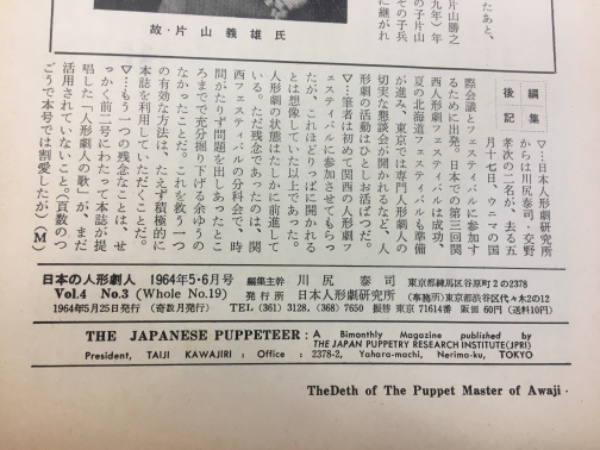 たあと、
片山勝之
九年）年
の子片山
その子兵
に継がれ
故・片山義雄氏
編集
後記
▽…日本人形劇研究所
からは川尻泰司・交野
孝次の二名が、去る五
月十七日、ウニマの国
際会議とフェスティバルに参加す
るために出発。日本での第三回関
西人形劇フェスティバルは成功、
夏の北海道フェスティバルも準備
が進み、東京では専門人形劇人の
切実な懇談会が開かれるなど、人
形劇の活動はひとしお活ぱつだ。
▽…筆者は初めて関西の人形劇フ
ェスティバルに参加させてもらっ
たが、これほどりっぱに開かれる
とは想像していた以上であった。
人形劇の状態はたしかに前進して
いる。ただ残念であったのは、関
西フェスティバルの分科会で、時
間がたりず問題を出しあったとこ
ろまでで充分掘り下げる余ゆうの
なかったことだ。これを救う一つ
の有効な方法は、たえず積極的に
本誌を利用していただくことだ。
▽…もう一つの残念なことは、せ
っかく前二号にわたって本誌が提
唱した「人形劇人の歌」が、まだ
活用されていないこと。（頁数のつ
ごうで本号では割愛したが）（M）
日本の人形劇人 1964年5・6月号 編集主幹 川尻泰司 東京都練馬区谷原町2の2378
Vol.4 No.3 (Whole No.19) 発行所 日本人形劇研究所 (事務所) 東京都渋谷区代々木2の12
1964年5月25日発行 (奇数月発行) TEL (361) 3128, (368) 7650 振替 東京 71614番 阪画 60円 (送料10円)
THE JAPANESE PUPPETEER: A Bimonthly Magazine published by
THE JAPAN PUPPETRY RESEARCH INSTITUTE(JPRI)
President, TAIJI KAWAJIRI; Office: 2378-2, Yahara-machi, Nerima-ku, TOKYO
TheDeth of The Puppet Master of Awaji・